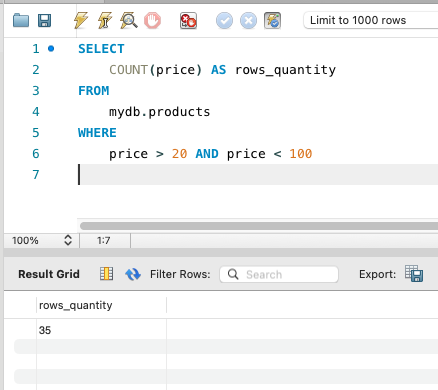 Limit to 1000 rows
1 SELECT
2 COUNT(price) AS rows_quantity
3 FROM
4 mydb.products
5 WHERE
6 price > 20 AND price < 100
7
100% 1:7
Result Grid Filter Rows: Search Export:
rows_quantity
35